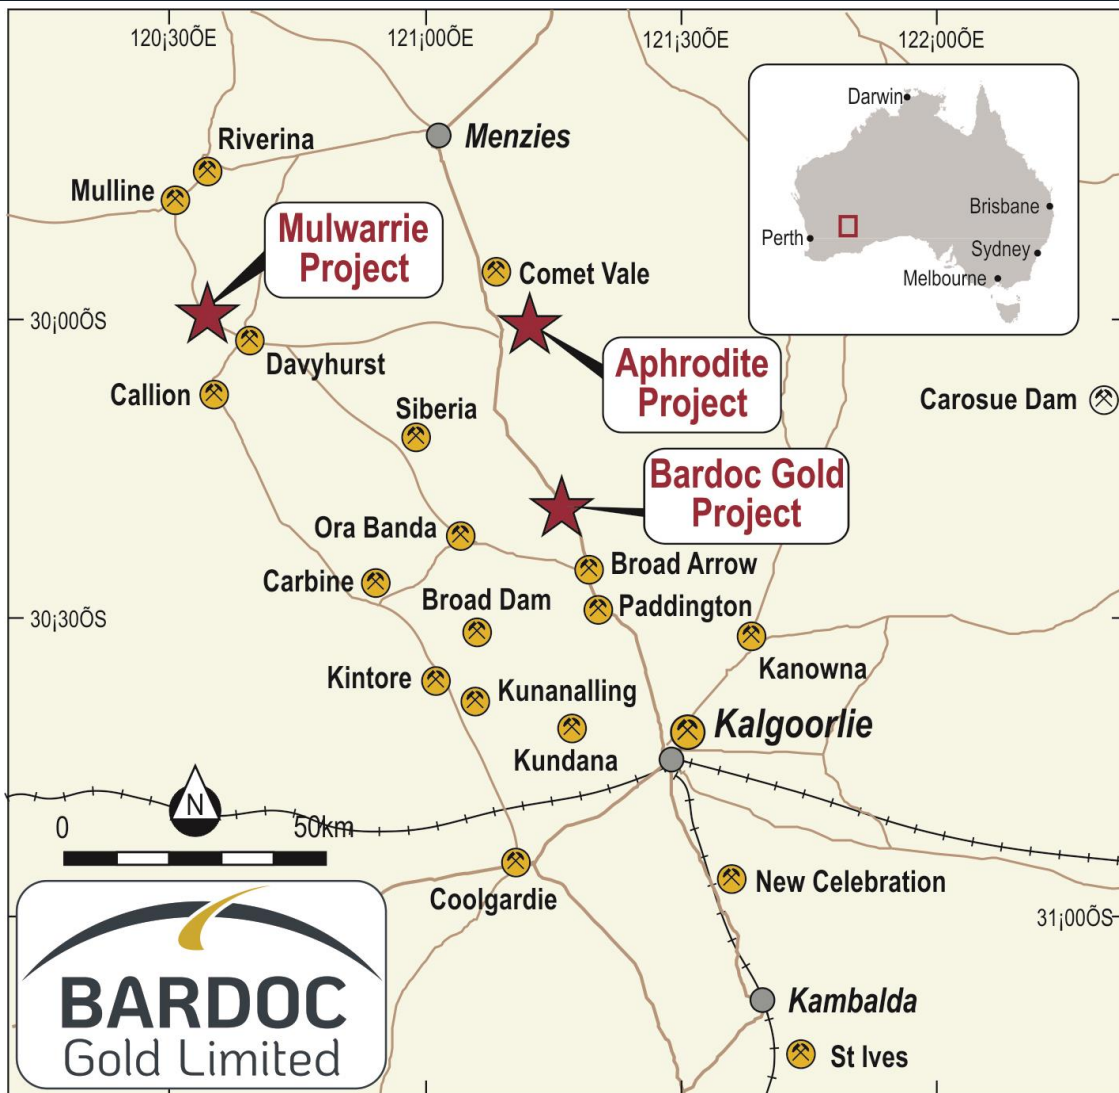 120¡30ÕE
121¡00ÕE
121¡30ÕE
122¡00ÕE
Darwin
Brisbane
Perth
Sydney
Melbourne
Riverina
Menzies
Mulline
Mulwarrie
Project
Comet Vale
30¡00ÕS
Davyhurst
Aphrodite
Project
Callion
Siberia
Carosue Dam
Bardoc Gold
Project
Ora Banda
Broad Arrow
Carbine
Broad Dam
Paddington
30¡30ÕS
Kanowna
Kintore
Kunanalling
Kalgoorlie
Kundana
N
0
50km
Coolgardie
New Celebration
31¡00ÕS
BARDOC
Gold Limited
Kambalda
St Ives